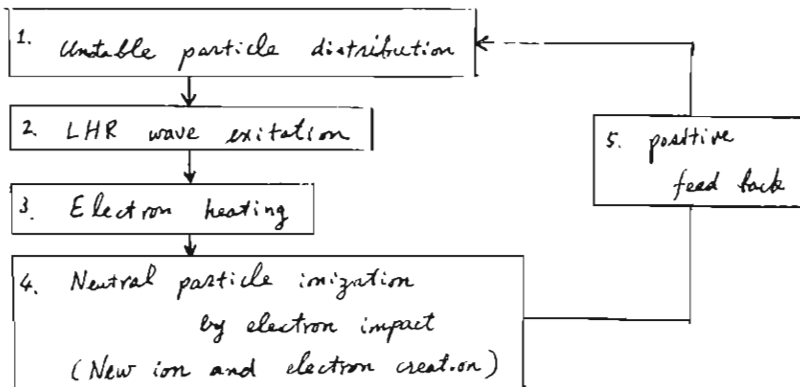 1. Unstable particle distribution
2. LHR wave exitation
3. Electron heating
4. Neutral particle ionization
by electron impact
(New ion and electron creation)
5. positive
feed back